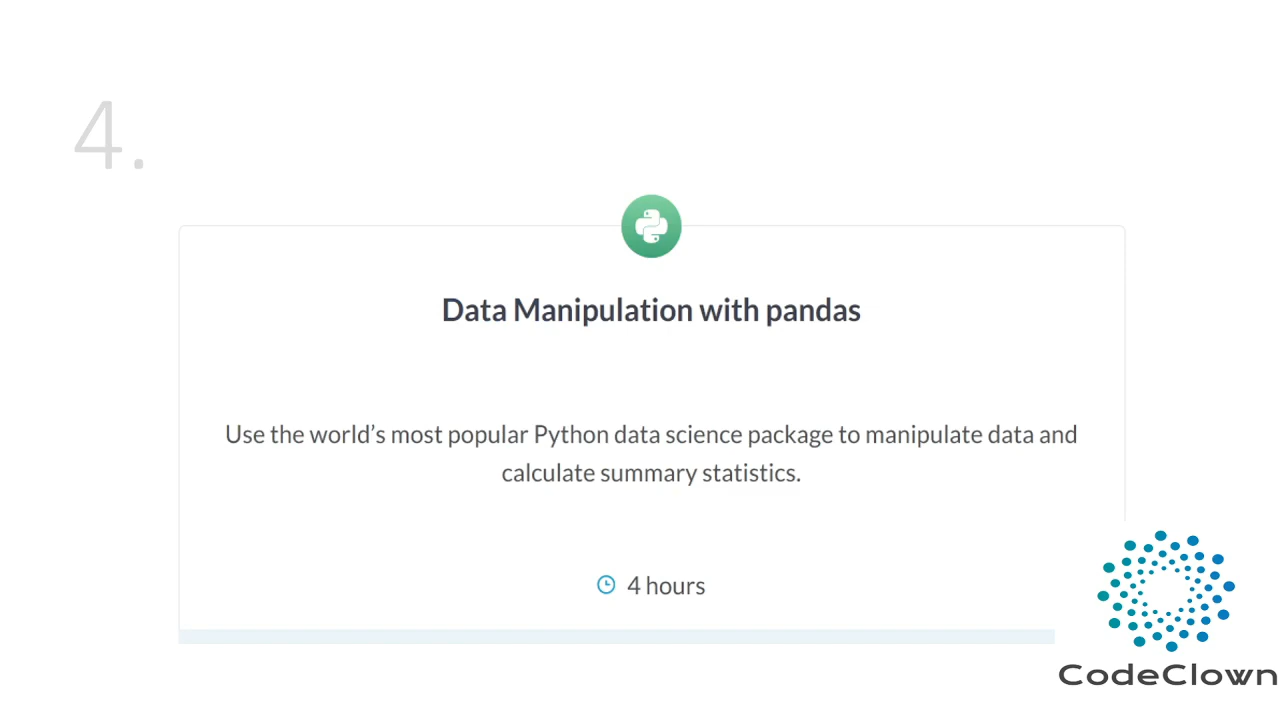 4.
Data Manipulation with pandas
Use the world’s most popular Python data science package to manipulate data and
calculate summary statistics.
4 hours
CodeClown